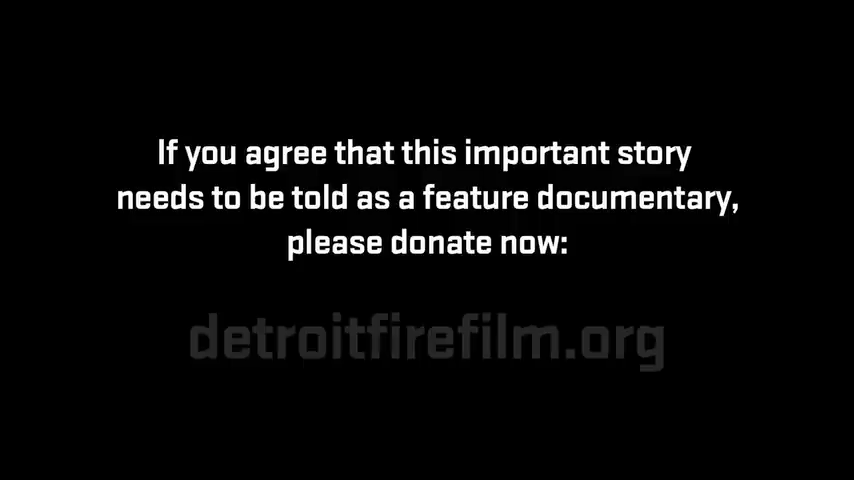 If you agree that this important story
needs to be told as a feature documentary,
please donate now:
detroitfirefilm.org